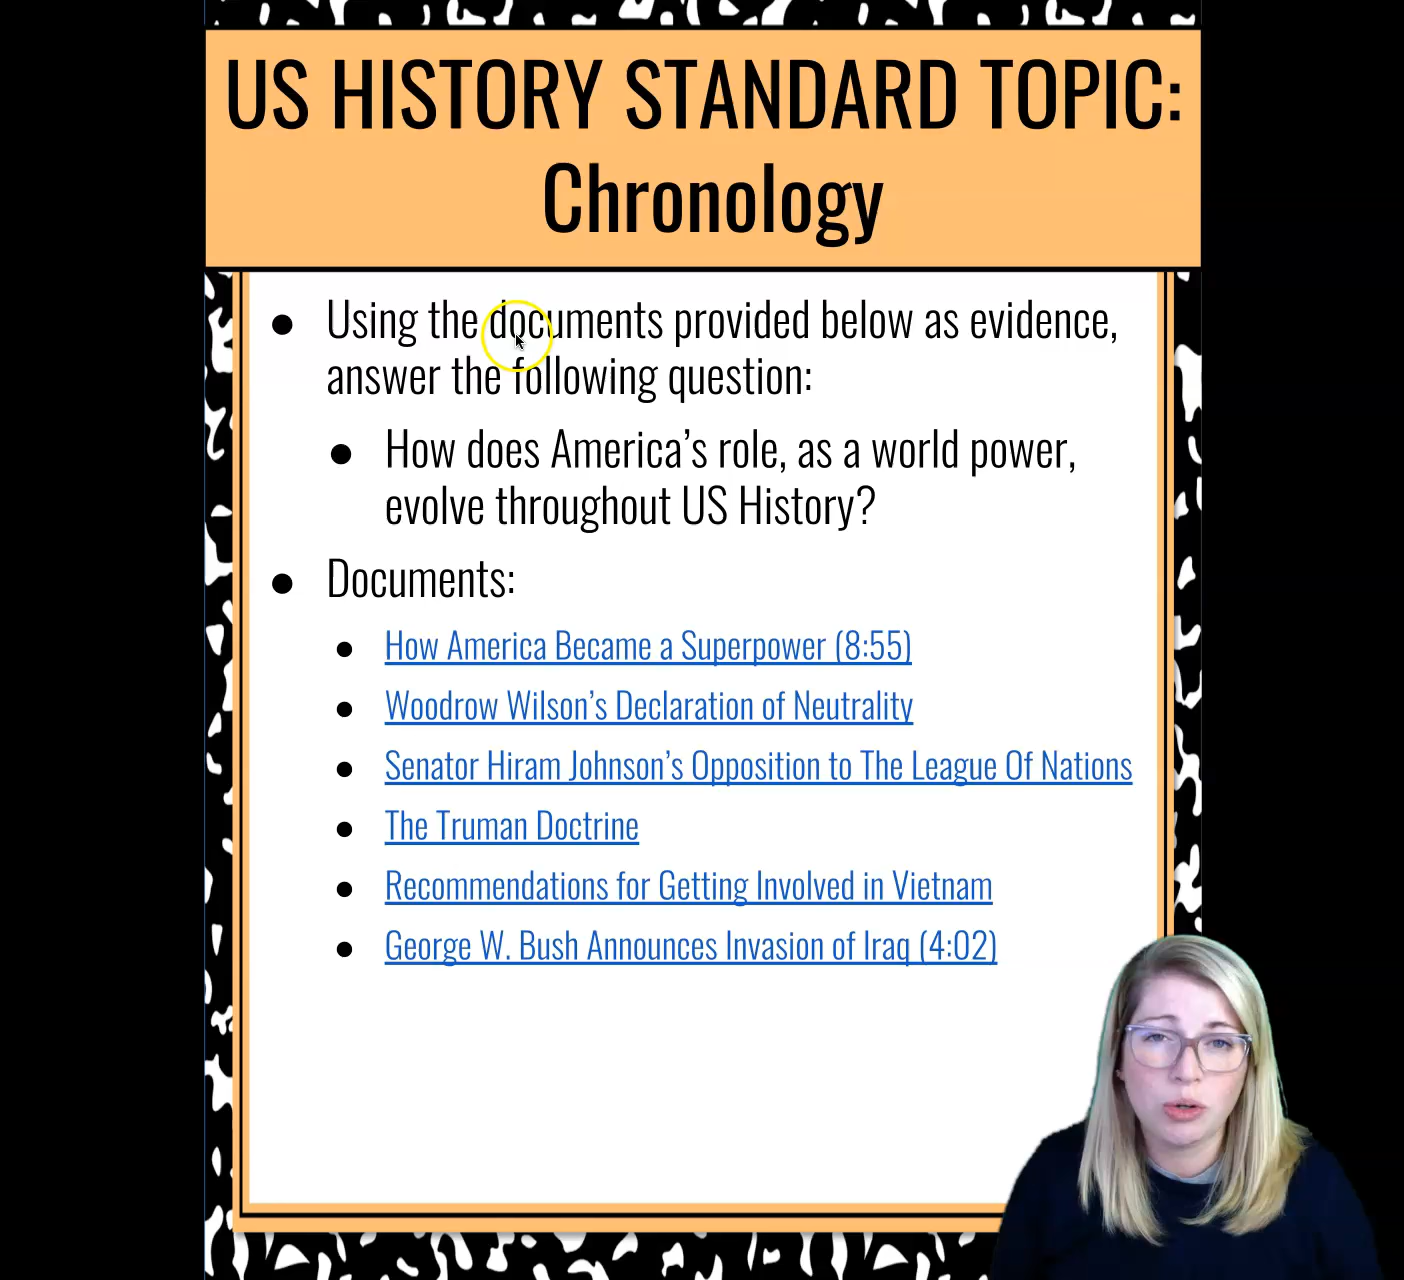 US HISTORY STANDARD TOPIC:
Chronology
Using the documents provided below as evidence,
answer the following question:
How does America’s role, as a world power,
evolve throughout US History?
Documents:
How America Became a Superpower (8:55)
Woodrow Wilson’s Declaration of Neutrality
Senator Hiram Johnson’s Opposition to The League Of Nations
The Truman Doctrine
Recommendations for Getting Involved in Vietnam
George W. Bush Announces Invasion of Iraq (4:02)